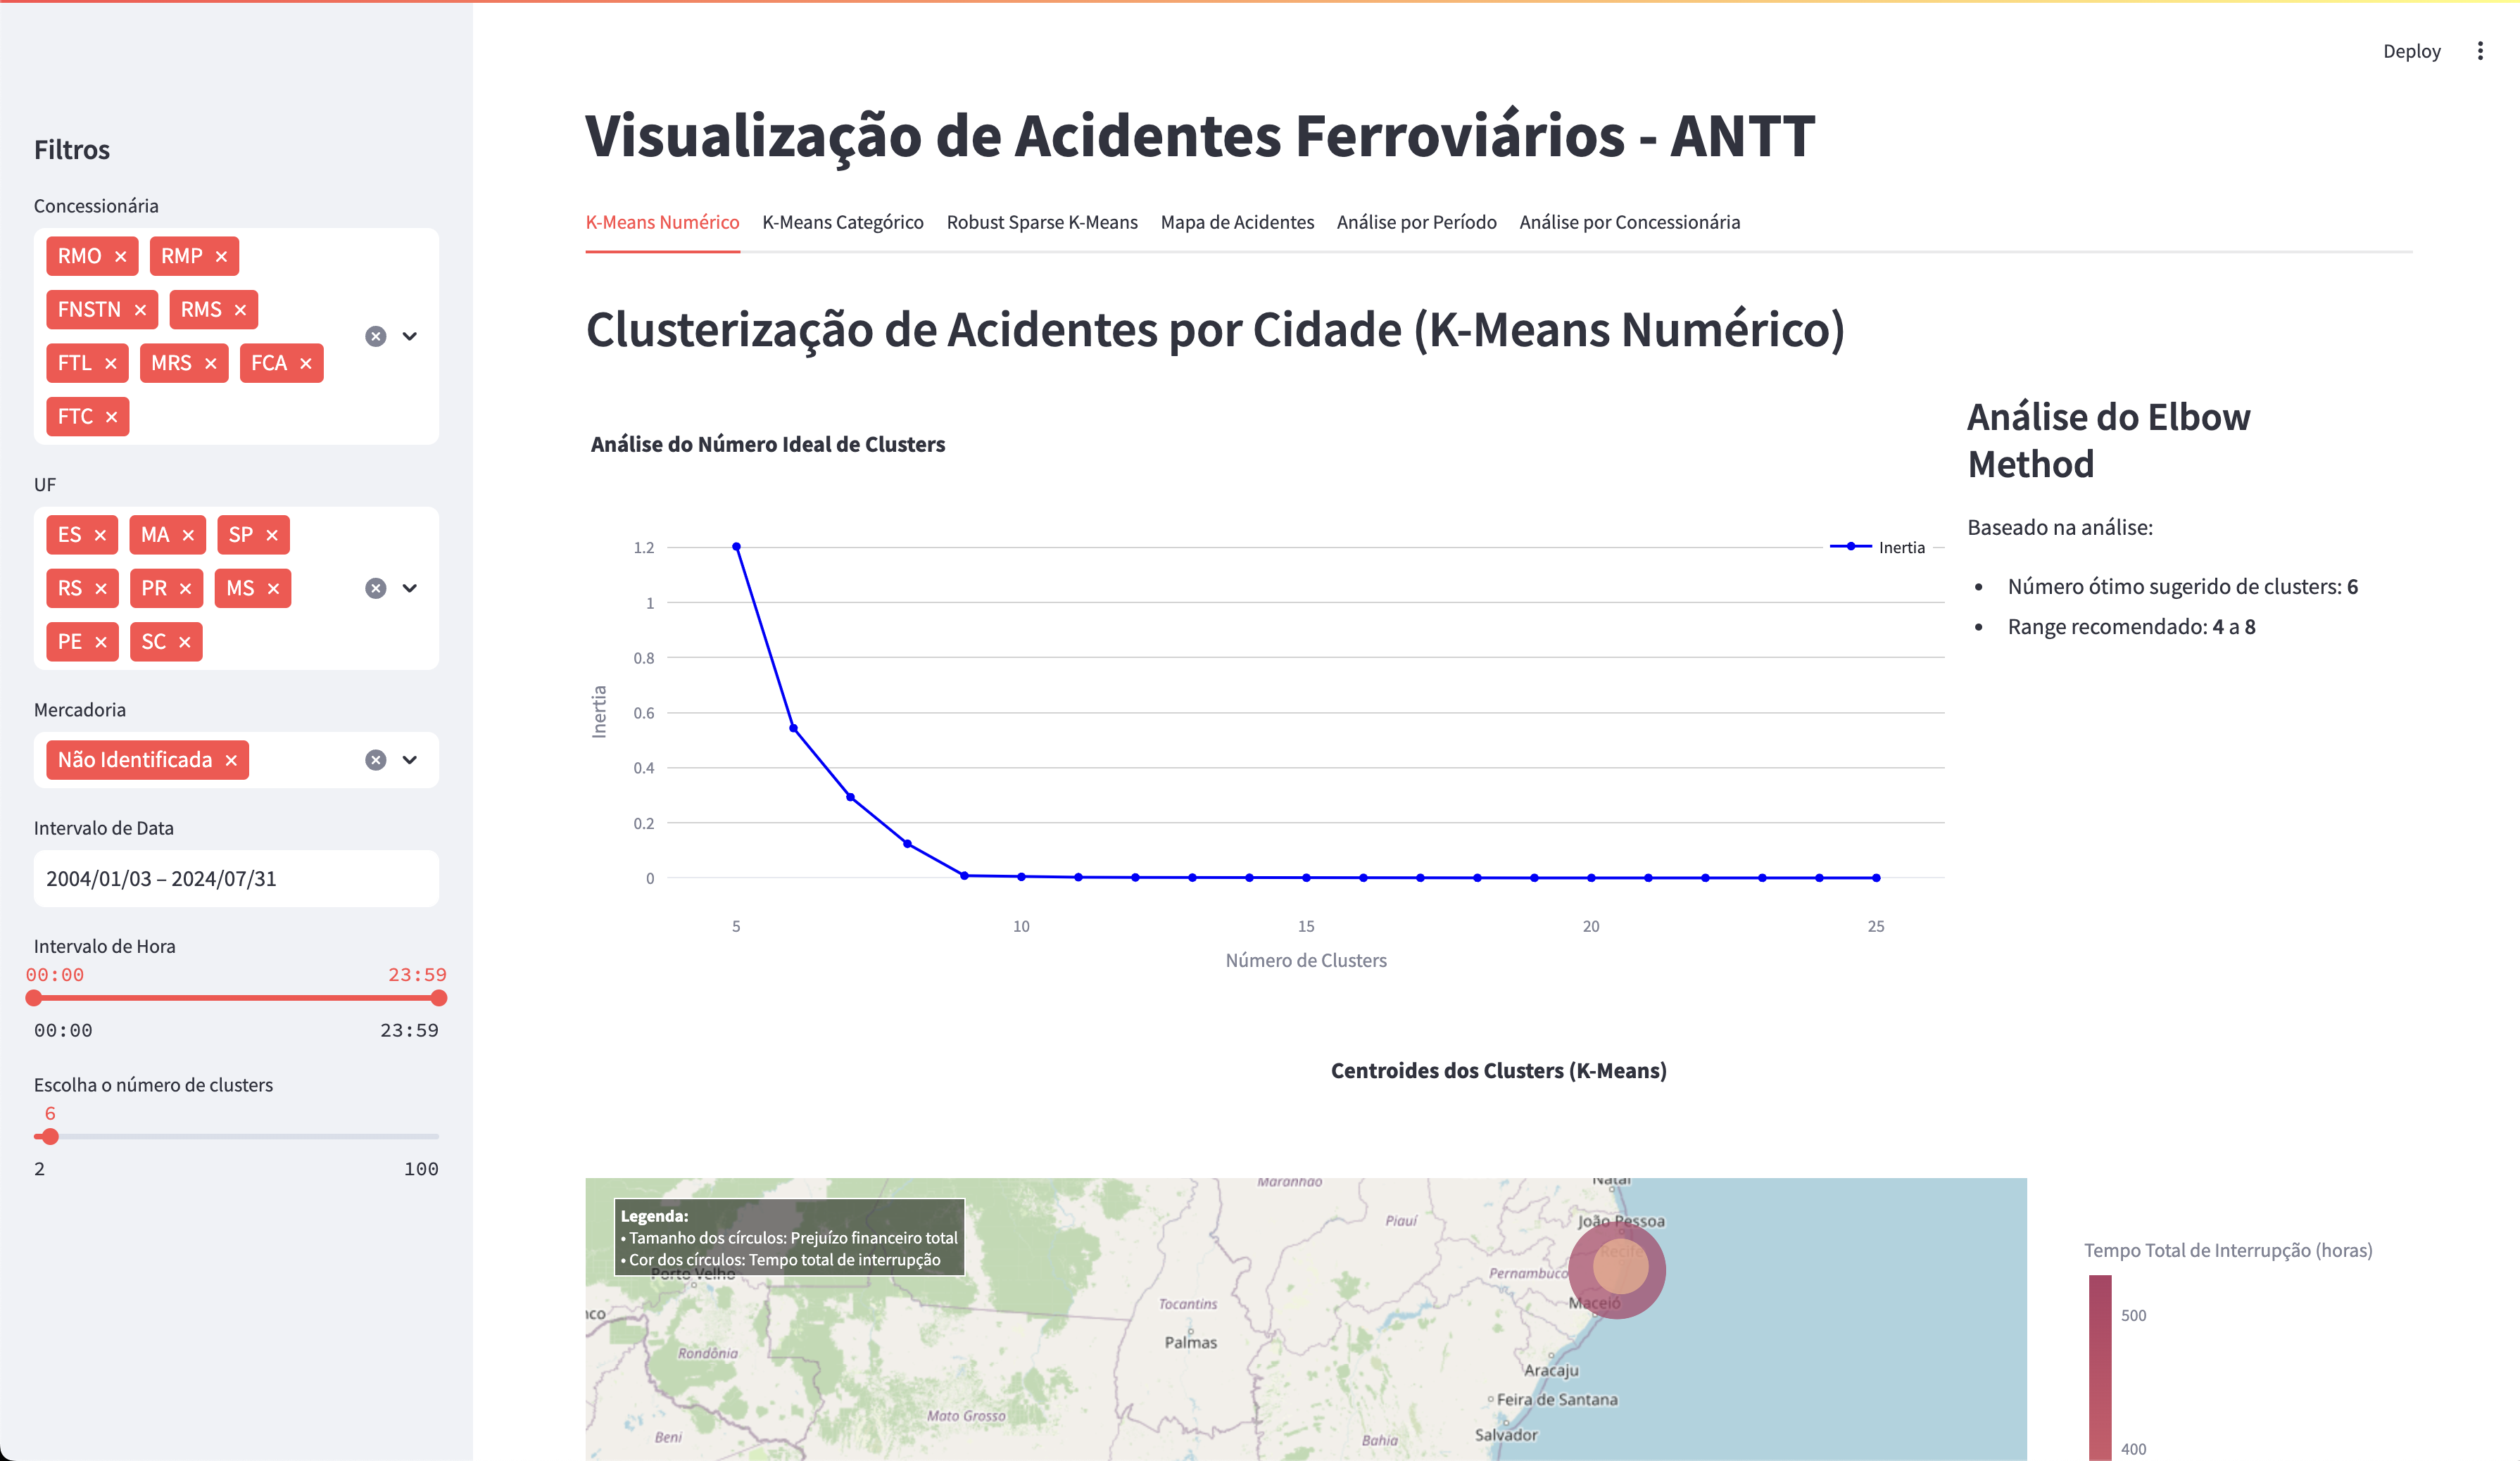 Deploy
Filtros
Concessionária
RMO
RMP
FNSTN
RMS
FTL
MRS
FCA
FTC
UF
ES
MA
SP
RS
PR
MS
PE
SC
Mercadoria
Não Identificada
Intervalo de Data
2004/01/03 – 2024/07/31
Intervalo de Hora
00:00 23:59
00:00 23:59
Escolha o número de clusters
6
2 100
Visualização de Acidentes Ferroviários - ANTT
K-Means Numérico
K-Means Categórico
Robust Sparse K-Means
Mapa de Acidentes
Análise por Período
Análise por Concessionária
Clusterização de Acidentes por Cidade (K-Means Numérico)
Análise do Número Ideal de Clusters
1.2
1
0.8
0.6
0.4
0.2
0
Inertia
Inertia
5 10 15 20 25
Número de Clusters
Análise do Elbow
Method
Baseado na análise:
• Número ótimo sugerido de clusters: 6
• Range recomendado: 4 a 8
Centroides dos Clusters (K-Means)
Legenda:
• Tamanho dos círculos: Prejuízo financeiro total
• Cor dos círculos: Tempo total de interrupção
Maranhão
Natal
Piauí
João Pessoa
Recife
Porto Velho
Pernambuco
Tocantins
Maceió
Palmas
Rondônia
Aracaju
Feira de Santana
Mato Grosso
Salvador
Beni
Bahia
Tempo Total de Interrupção (horas)
500
400